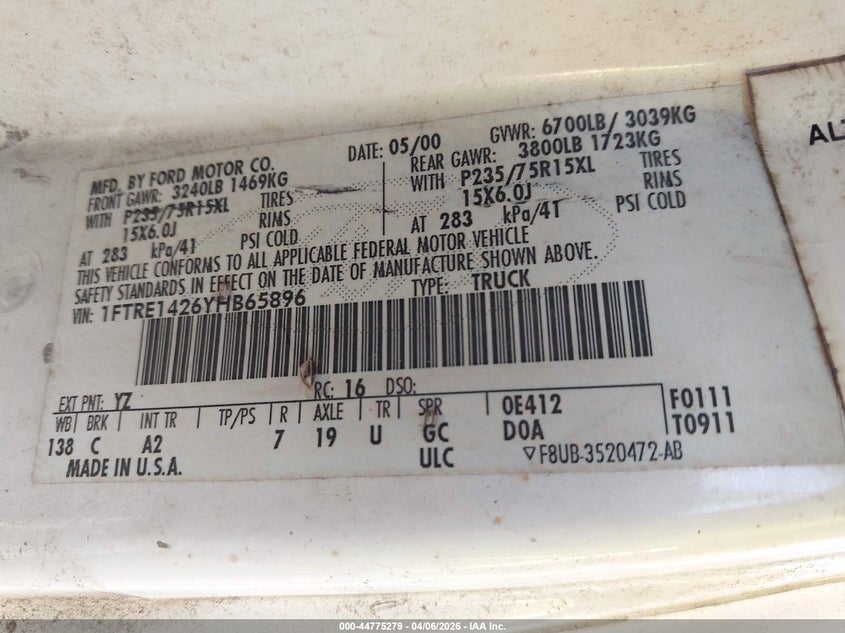 MFD. BY FORD MOTOR CO.
DATE: 05/00
GVWR: 6700LB/ 3039KG
FRONT GAWR: 3240LB 1469KG
REAR GAWR: 3800LB 1723KG
WITH P235/75R15XL TIRES
WITH P235/75R15XL TIRES
15X6.0J RIMS
15X6.0J RIMS
AT 283 kPa/41 PSI COLD
AT 283 kPa/41 PSI COLD
THIS VEHICLE CONFORMS TO ALL APPLICABLE FEDERAL MOTOR VEHICLE
SAFETY STANDARDS IN EFFECT ON THE DATE OF MANUFACTURE SHOWN ABOVE.
VIN: 1FTRE1426YHB65896
TYPE: TRUCK
EXT PNT: YZ RC: 16 DSO:
WB BRK INT TR TP/PS R AXLE TR SPR 0E412 F0111
138 C A2 7 19 U GC D0A T0911
MADE IN U.S.A. ULC F8UB-3520472-AB
ALT
000-44775279 - 04/06/2026 - IAA Inc.